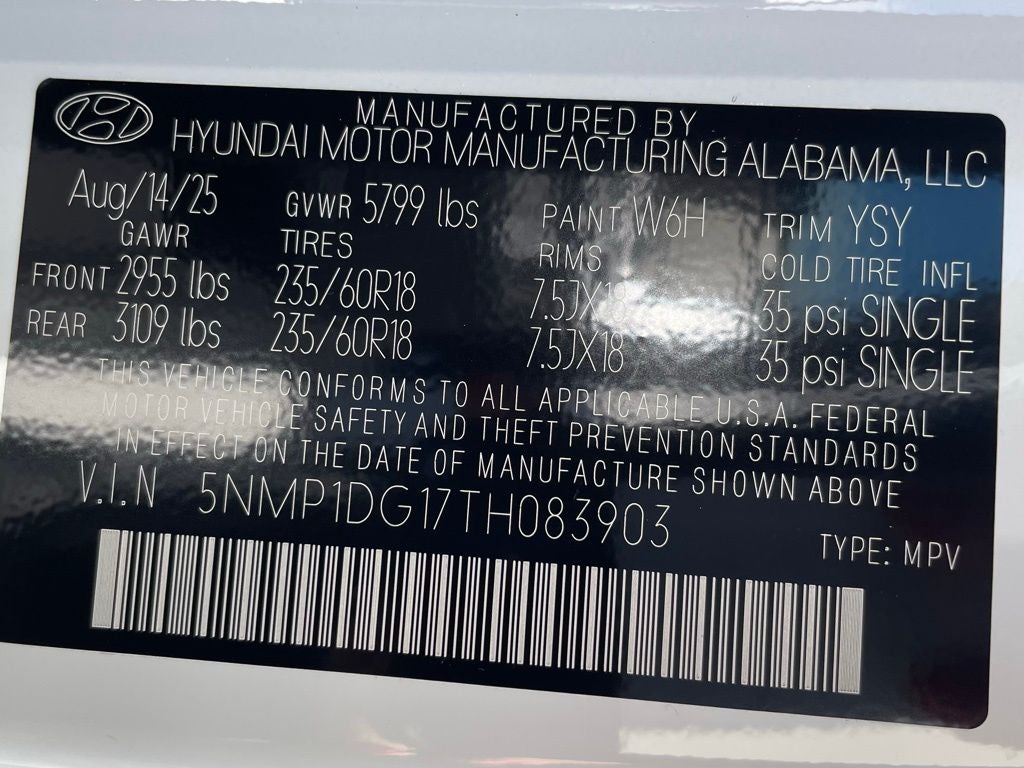 MANUFACTURED BY
HYUNDAI MOTOR MANUFACTURING ALABAMA, LLC
Aug/14/25 GVWR 5799 lbs PAINT W6H TRIM YSY
GAWR TIRES RIMS COLD TIRE INFL
FRONT 2955 lbs 235/60R18 7.5JX18 35 psi SINGLE
REAR 3109 lbs 235/60R18 7.5JX18 35 psi SINGLE
THIS VEHICLE CONFORMS TO ALL APPLICABLE U.S.A. FEDERAL
MOTOR VEHICLE SAFETY AND THEFT PREVENTION STANDARDS
IN EFFECT ON THE DATE OF MANUFACTURE SHOWN ABOVE
V.I.N 5NMP1DG17TH083903
TYPE: MPV